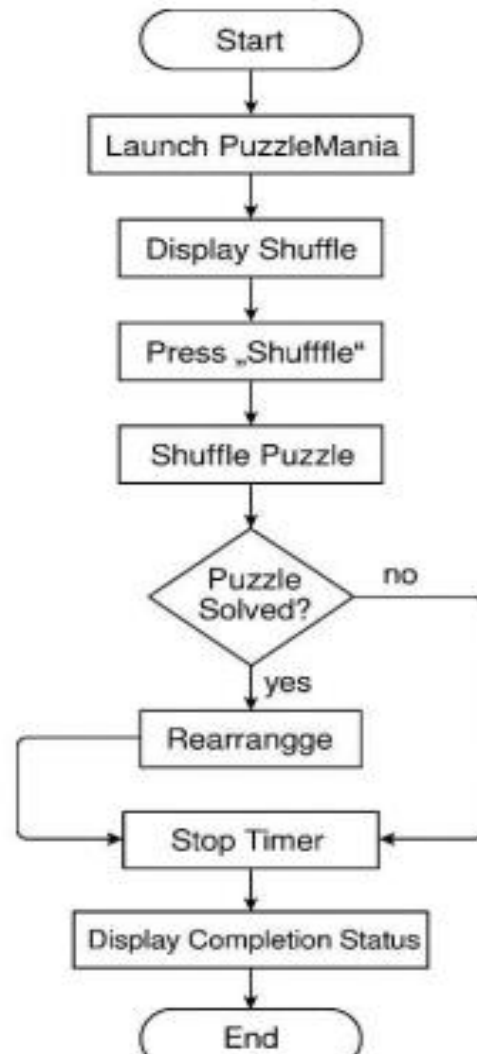 Start
Launch PuzzleMania
Display Shuffle
Press „Shufffle“
Shuffle Puzzle
Puzzle
Solved?
no
yes
Rearrangge
Stop Timer
Display Completion Status
End